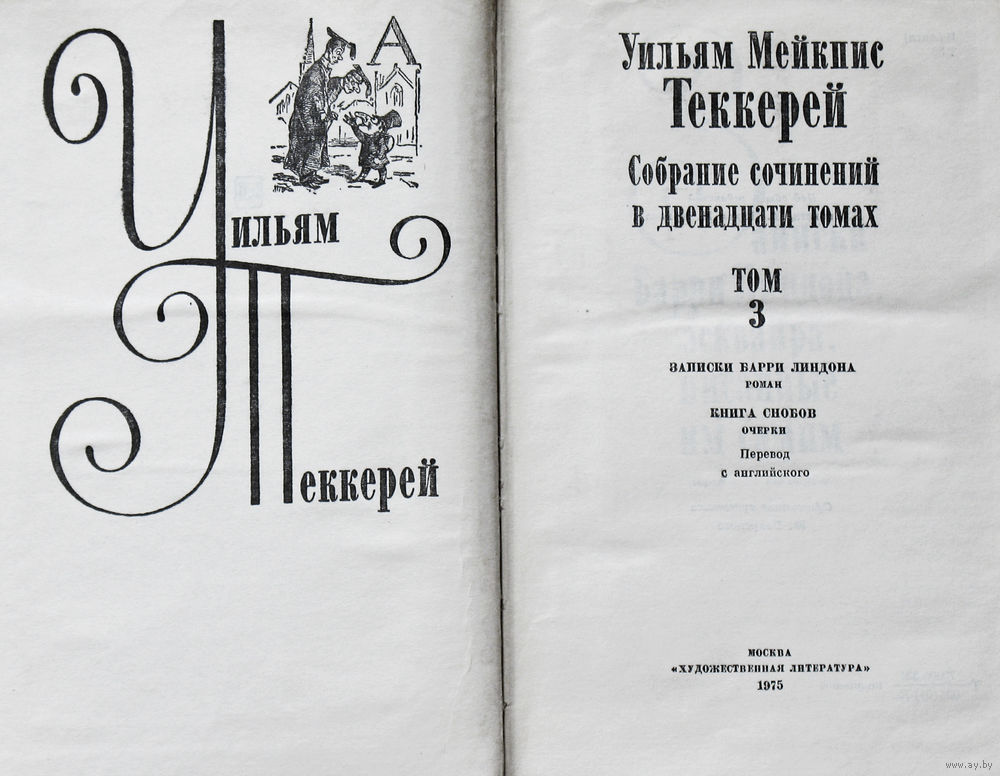 Уильям
Теккерей
А
Уильям Мейкпис
Теккерей
Собрание сочинений
в двенадцати томах
ТОМ
3
ЗАПИСКИ БАРРИ ЛИНДОНА
РОМАН
КНИГА СНОБОВ
ОЧЕРКИ
Перевод
с английского
МОСКВА
«ХУДОЖЕСТВЕННАЯ ЛИТЕРАТУРА»
1975
www.ay.by